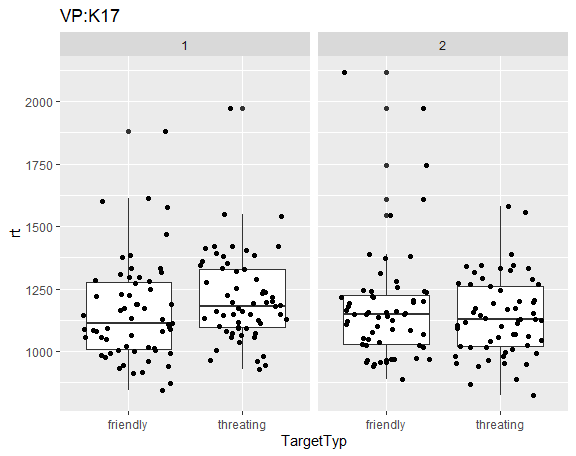 VP:K17
1
2
rt
2000
1750
1500
1250
1000
friendly
threating
friendly
threating
TargetTyp